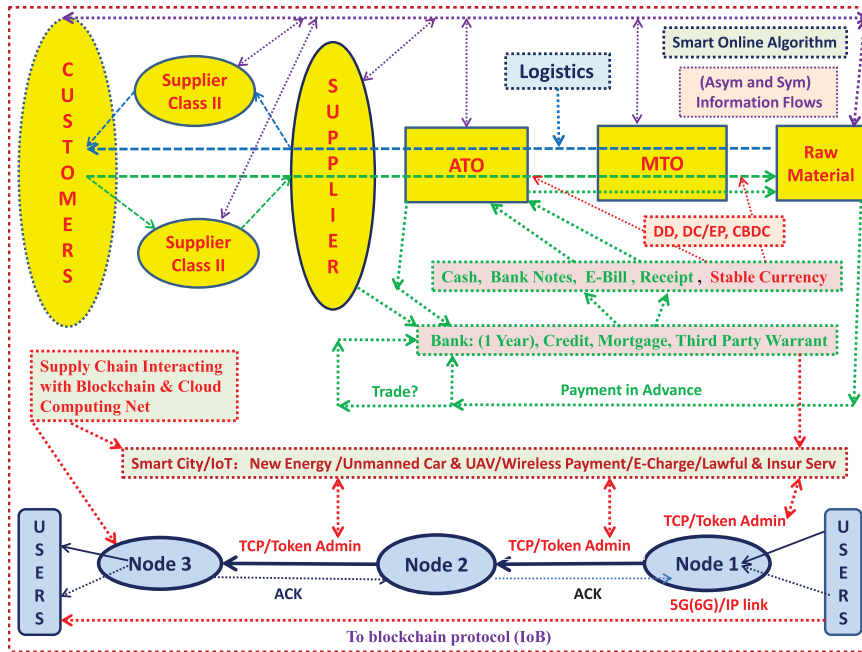 Smart Online Algorithm
CUSTOMERS
Supplier
Class II
SUPPLIER
Logistics
(Asym and Sym)
Information Flows
ATO
MTO
Raw
Material
Supplier
Class II
DD, DC/EP, CBDC
Cash, Bank Notes, E-Bill , Receipt , Stable Currency
Bank: (1 Year), Credit, Mortgage, Third Party Warrant
Supply Chain Interacting
with Blockchain & Cloud
Computing Net
Trade?
Payment in Advance
Smart City/IoT: New Energy /Unmanned Car & UAV/Wireless Payment/E-Charge/Lawful & Insur Serv
USERS
TCP/Token Admin
TCP/Token Admin
TCP/Token Admin
USERS
Node 3
Node 2
Node 1
ACK
ACK
5G(6G)/IP link
To blockchain protocol (IoB)